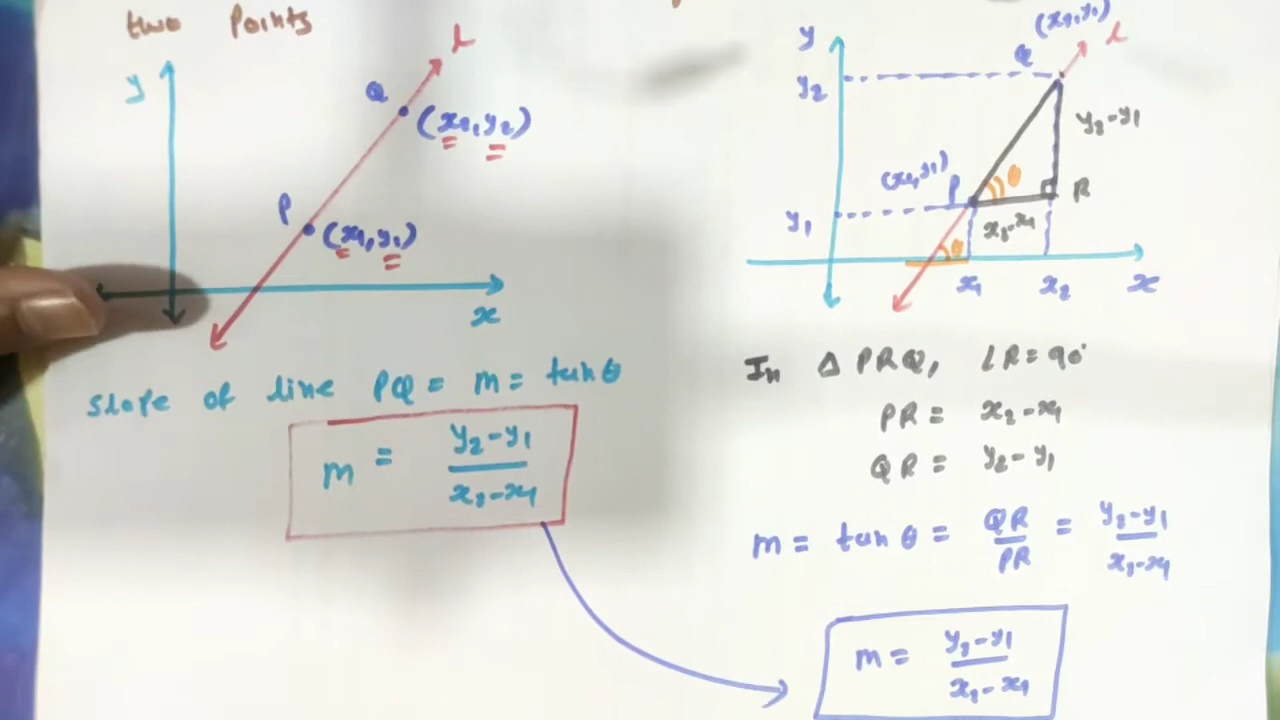 two Points
y
l
Q
(x₂, y₂)
P
(x₁, y₁)
x
slope of line PQ = m = tanθ
m = y₂-y₁ / x₂-x₁
y
Q (x₂, y₂)
l
y₂
y₂-y₁
(x₁, y₁)
P θ R
y₁
x₂-x₁
θ
x₁ x₂ x
In Δ PRQ, ∠R = 90°
PR = x₂-x₁
QR = y₂-y₁
m = tan θ = QR / PR = y₂-y₁ / x₂-x₁
m = y₂-y₁ / x₂-x₁